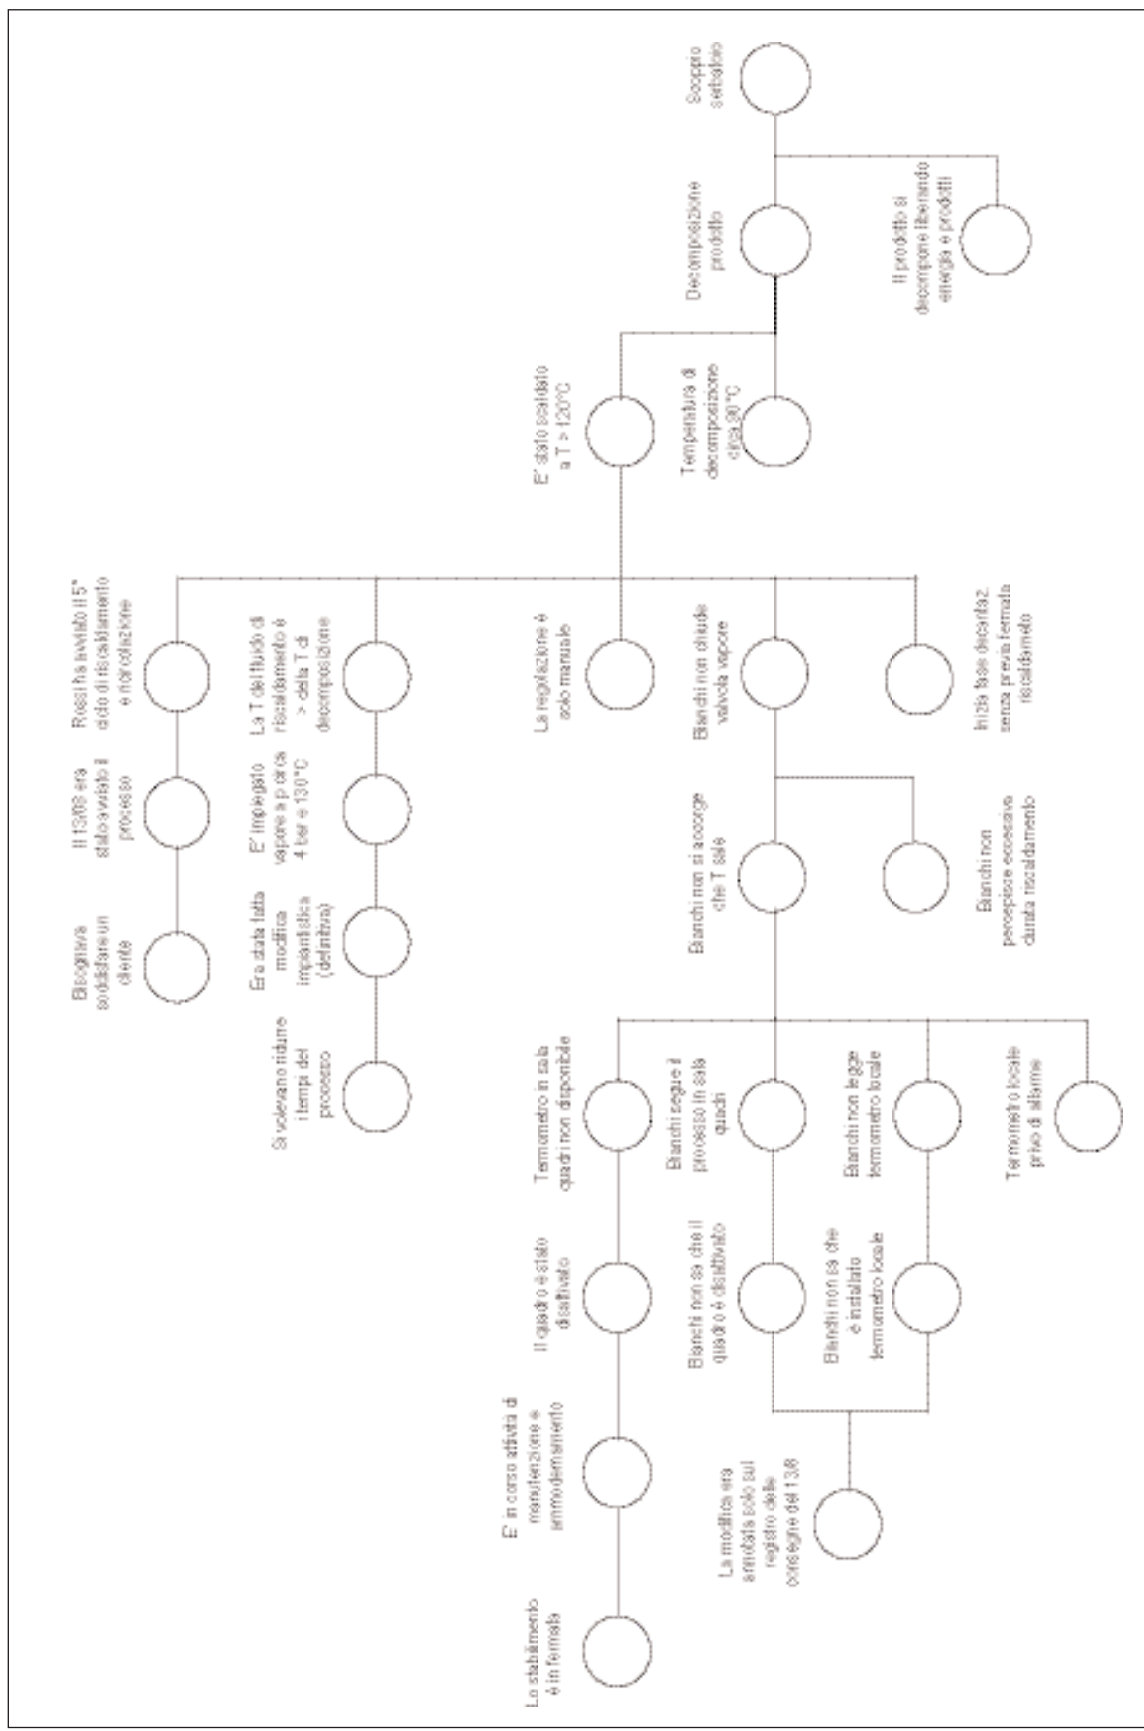 Bisognava
soddisfare un
cliente
Il 13/08 era
stato avviato il
processo
Rossi ha avviato il 5°
ciclo di riscaldamento
e ricircolazione
Si volevano ridurre
i tempi del
processo
Era stata fatta
modifica
impiantistica
(definitiva)
E' impiegato
vapore a p circa
4 bar e 130°C
La T del fluido di
riscaldamento è
> della T di
decomposizione
Lo stabilimento
è in fermata
E' in corso attività di
manutenzione e
ammodernamento
Il quadro è stato
disattivato
Termometro in sala
quadri non disponibile
La regolazione è
solo manuale
E' stato scaldato
a T > 120°C
La modifica era
annotata solo sul
registro delle
consegne del 13/8
Bianchi non sa che il
quadro è disattivato
Bianchi segue il
processo in sala
quadri
Bianchi non si accorge
che T sale
Bianchi non chiude
valvola vapore
Temperatura di
decomposizione
circa 90°C
Decomposizione
prodotto
Scoppio
serbatoio
Bianchi non sa che
è installato
termometro locale
Bianchi non legge
termometro locale
Termometro locale
privo di allarme
Bianchi non
percepisce eccessiva
durata riscaldamento
Inizia fase decantaz.
senza previa fermata
riscaldameto
Il prodotto si
decompone liberando
energia e prodotti